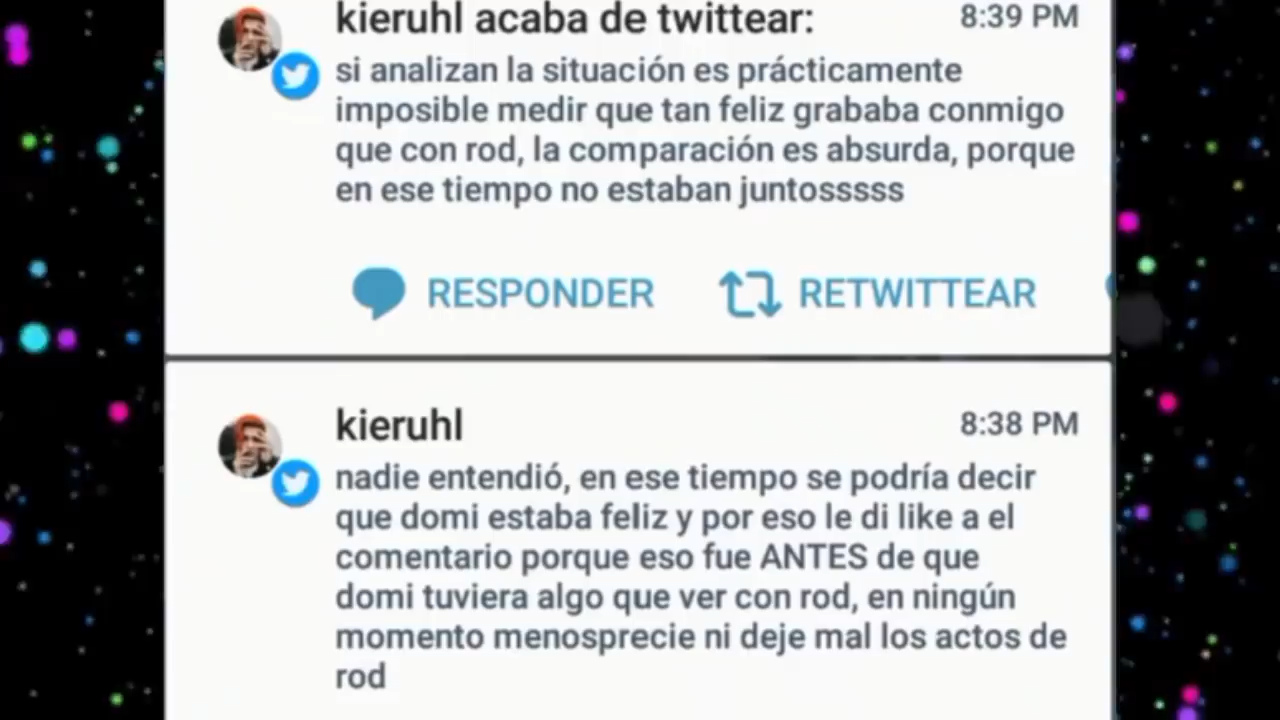 kieruhl acaba de twittear:
8:39 PM
si analizan la situación es prácticamente
imposible medir que tan feliz grababa conmigo
que con rod, la comparación es absurda, porque
en ese tiempo no estaban juntosssss
RESPONDER
RETWITTEAR
kieruhl
8:38 PM
nadie entendió, en ese tiempo se podría decir
que domi estaba feliz y por eso le di like a el
comentario porque eso fue ANTES de que
domi tuviera algo que ver con rod, en ningún
momento menosprecie ni deje mal los actos de
rod